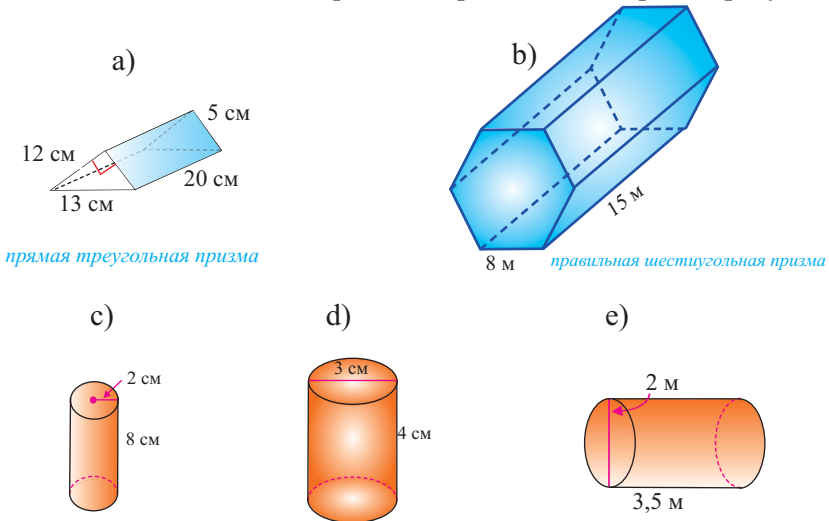 a)
b)
5 см
12 см
20 см
13 см
15 м
8 м
прямая треугольная призма
правильная шестиугольная призма
c)
d)
e)
2 см
8 см
3 см
4 см
2 м
3,5 м